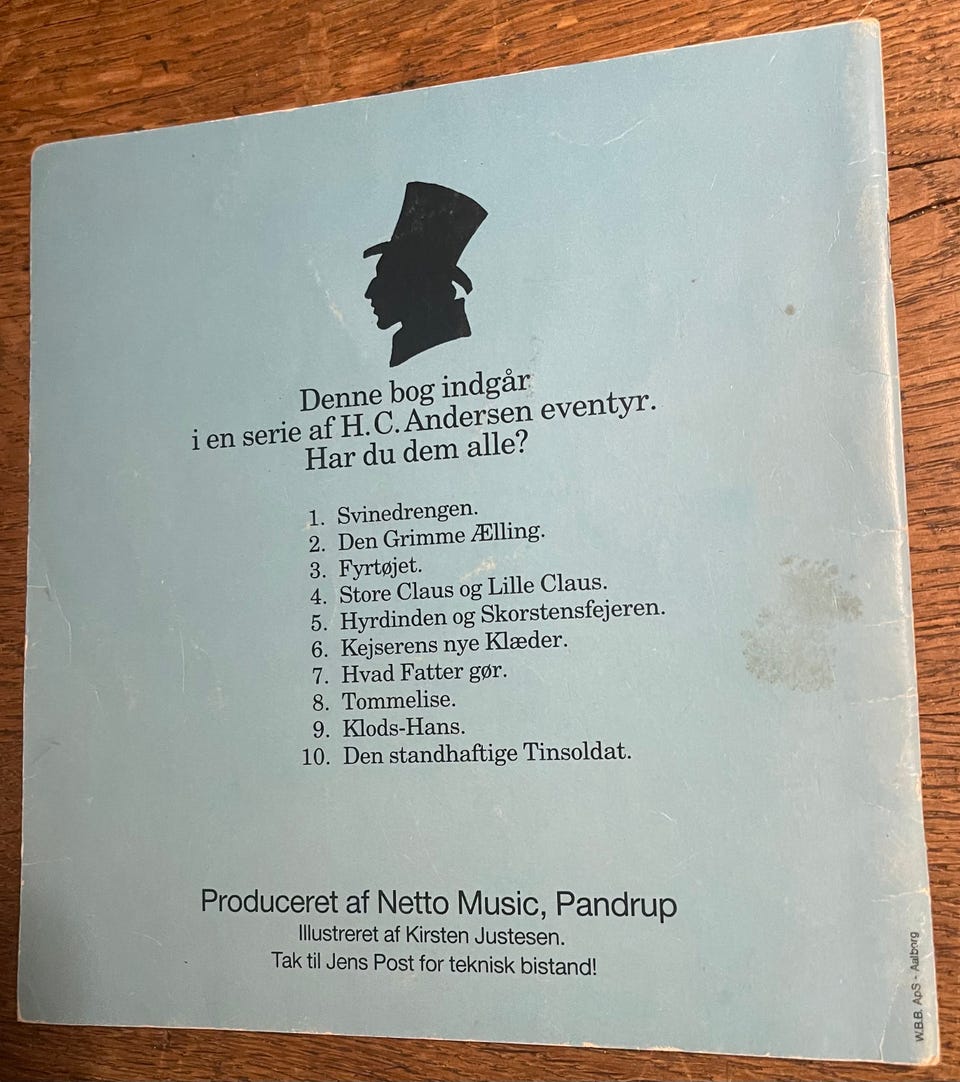 Denne bog indgår
i en serie af H.C. Andersen eventyr.
Har du dem alle?
1. Svinedrengen.
2. Den Grimme Ælling.
3. Fyrtøjet.
4. Store Claus og Lille Claus.
5. Hyrdinden og Skorstensfejeren.
6. Kejserens nye Klæder.
7. Hvad Fatter gør.
8. Tommelise.
9. Klods-Hans.
10. Den standhaftige Tinsoldat.
Produceret af Netto Music, Pandrup
Illustreret af Kirsten Justesen.
Tak til Jens Post for teknisk bistand!
W.B.B. ApS - Aalborg